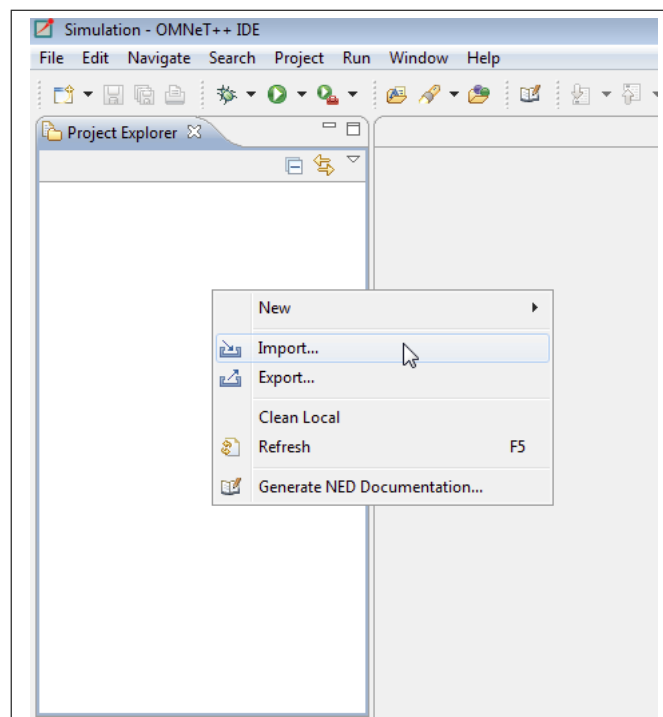 Simulation - OMNeT++ IDE
File Edit Navigate Search Project Run Window Help
Project Explorer
New
Import...
Export...
Clean Local
Refresh F5
Generate NED Documentation...